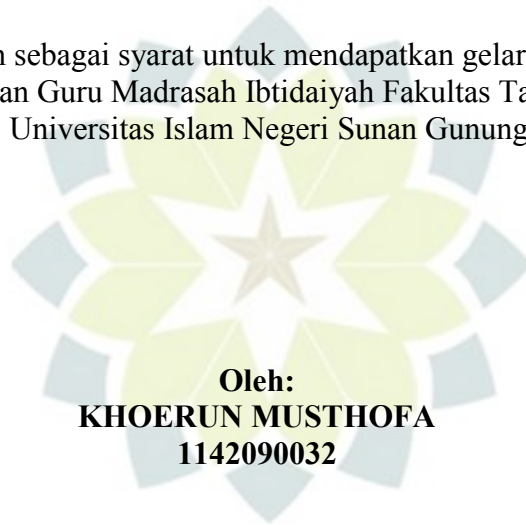 sebagai syarat untuk mendapatkan gelar
an Guru Madrasah Ibtidaiyah Fakultas Ta
Universitas Islam Negeri Sunan Gunung
Oleh:
KHOERUN MUSTHOFA
1142090032